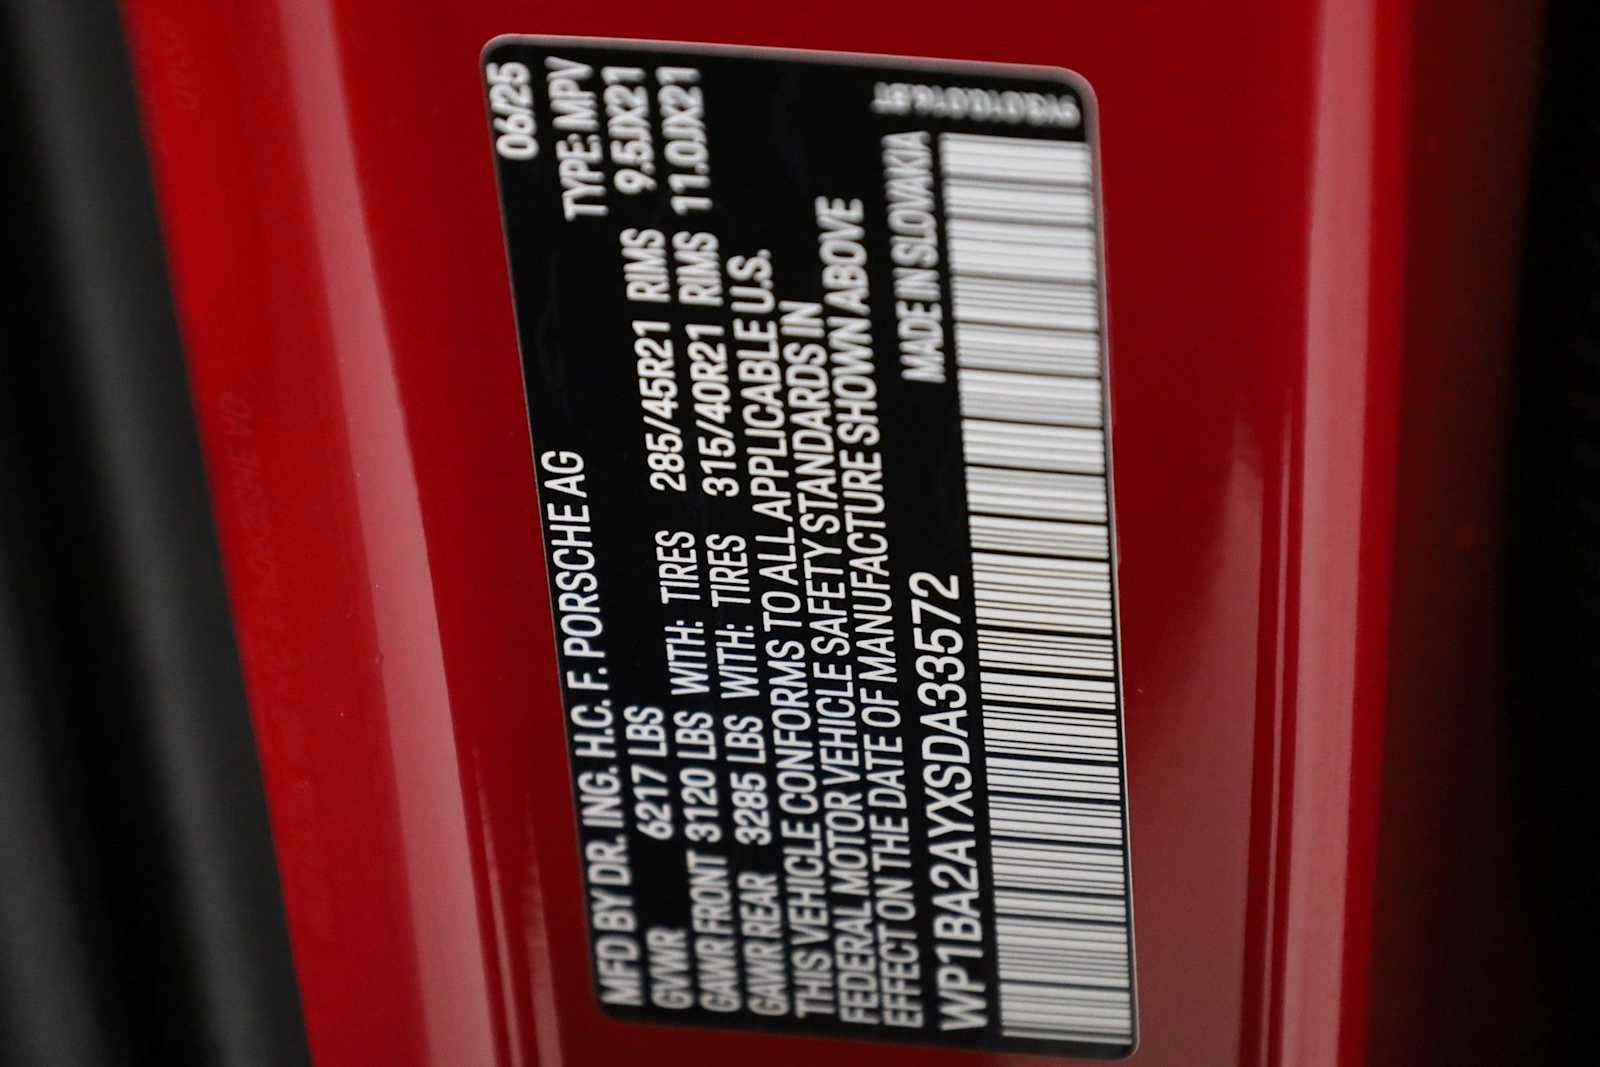 MFD BY DR. ING. H.C. F. PORSCHE AG 06/25
GVWR 6217 LBS TYPE: MPV
GAWR FRONT 3120 LBS WITH: TIRES 285/45R21 RIMS 9.5JX21
GAWR REAR 3285 LBS WITH: TIRES 315/40R21 RIMS 11.0JX21
THIS VEHICLE CONFORMS TO ALL APPLICABLE U.S.
FEDERAL MOTOR VEHICLE SAFETY STANDARDS IN
EFFECT ON THE DATE OF MANUFACTURE SHOWN ABOVE
MADE IN SLOVAKIA
WP1BA2AYXSDA33572